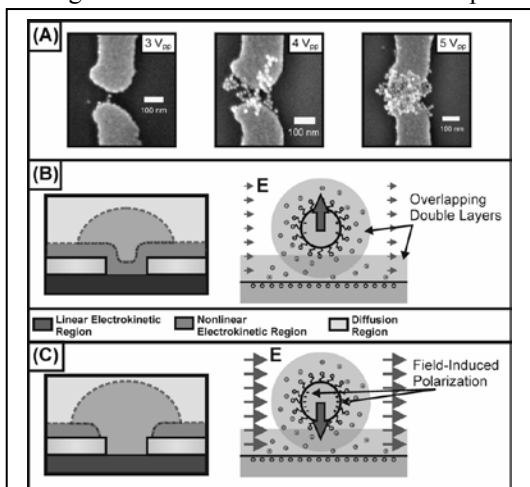 (A)
3 Vpp
4 Vpp
5 Vpp
100 nm
100 nm
100 nm
(B)
E
Overlapping
Double Layers
Linear Electrokinetic
Region
Nonlinear
Electrokinetic Region
Diffusion
Region
(C)
E
Field-Induced
Polarization